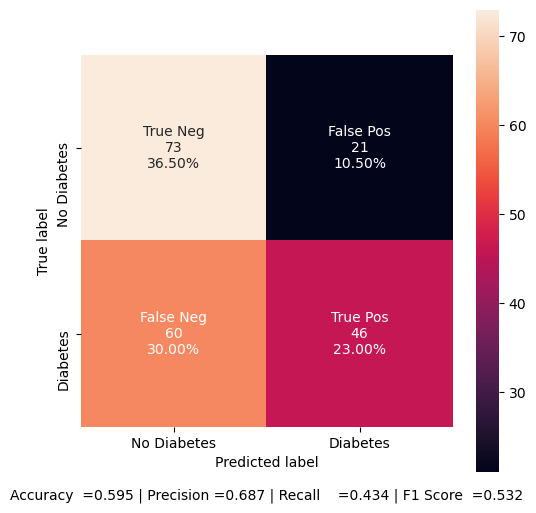 True Neg
73
36.50%
False Pos
21
10.50%
False Neg
60
30.00%
True Pos
46
23.00%
No Diabetes
Diabetes
True label
No Diabetes
Diabetes
Predicted label
70
60
50
40
30
Accuracy  =0.595 | Precision =0.687 | Recall    =0.434 | F1 Score  =0.532